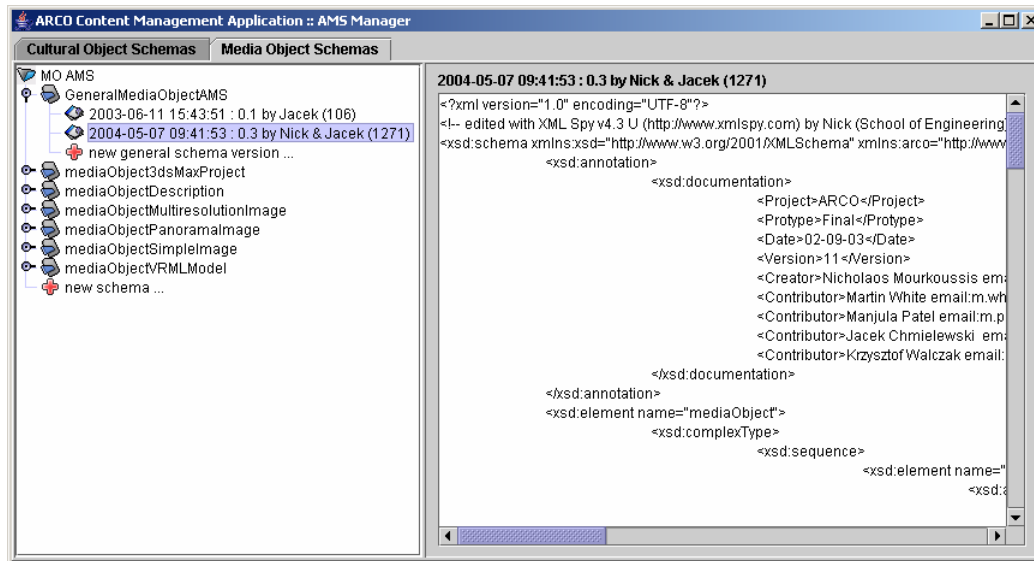 ARCO Content Management Application :: AMS Manager
Cultural Object Schemas
Media Object Schemas
MO AMS
GeneralMediaObjectAMS
2003-06-11 15:43:51 : 0.1 by Jacek (106)
2004-05-07 09:41:53 : 0.3 by Nick & Jacek (1271)
new general schema version ...
mediaObject3dsMaxProject
mediaObjectDescription
mediaObjectMultiresolutionImage
mediaObjectPanoramaImage
mediaObjectSimpleImage
mediaObjectVRMLModel
new schema ...
2004-05-07 09:41:53 : 0.3 by Nick & Jacek (1271)
<?xml version="1.0" encoding="UTF-8"?>
<!-- edited with XML Spy v4.3 U (http://www.xmlspy.com) by Nick (School of Engineering
<xsd:schema xmlns:xsd="http://www.w3.org/2001/XMLSchema" xmlns:arco="http://www
<xsd:annotation>
<xsd:documentation>
<Project>ARCO</Project>
<Protype>Final</Protype>
<Date>02-09-03</Date>
<Version>11</Version>
<Creator>Nicholaos Mourkoussis ema
<Contributor>Martin White email:m.wh
<Contributor>Manjula Patel email:m.p
<Contributor>Jacek Chmielewski ema
<Contributor>Krzysztof Walczak email:
</xsd:documentation>
</xsd:annotation>
<xsd:element name="mediaObject">
<xsd:complexType>
<xsd:sequence>
<xsd:element name="
<xsd:a